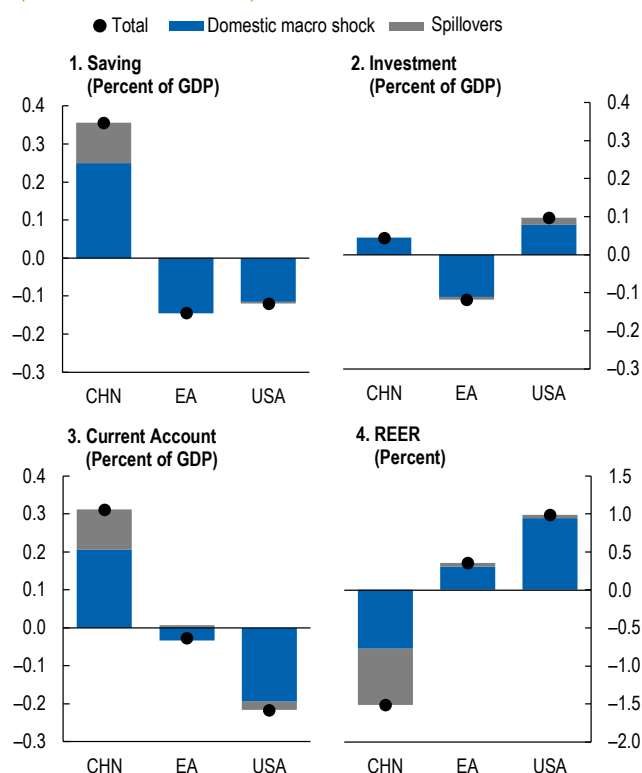 Total Domestic macro shock Spillovers
1. Saving
(Percent of GDP)
2. Investment
(Percent of GDP)
0.4
0.3
0.2
0.1
0.0
–0.1
–0.2
–0.3
CHN EA USA
0.4
0.3
0.2
0.1
0.0
–0.1
–0.2
–0.3
CHN EA USA
3. Current Account
(Percent of GDP)
4. REER
(Percent)
0.4
0.3
0.2
0.1
0.0
–0.1
–0.2
–0.3
CHN EA USA
1.5
1.0
0.5
0.0
–0.5
–1.0
–1.5
–2.0
CHN EA USA